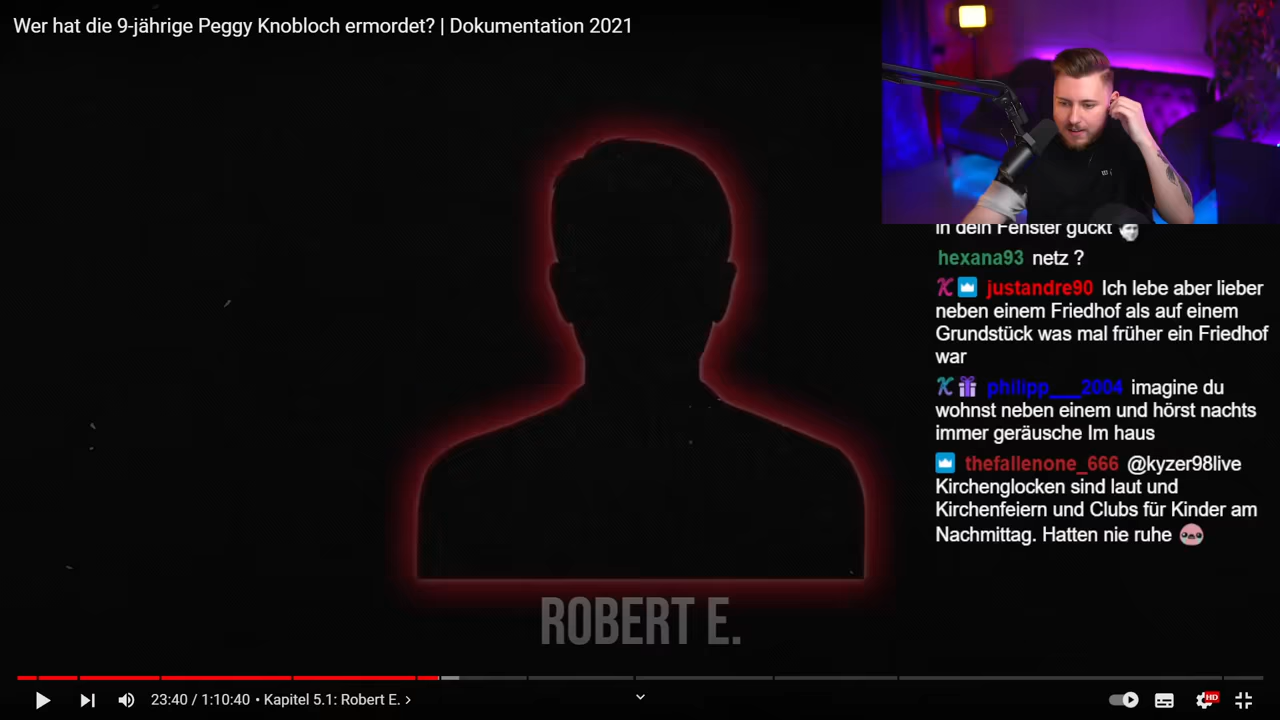 Wer hat die 9-jährige Peggy Knobloch ermordet? | Dokumentation 2021
in dein Fenster guckt
hexana93 netz ?
justandre90 Ich lebe aber lieber
neben einem Friedhof als auf einem
Grundstück was mal früher ein Friedhof
war
philipp___2004 imagine du
wohnst neben einem und hörst nachts
immer geräusche Im haus
thefallenone_666 @kyzer98live
Kirchenglocken sind laut und
Kirchenfeiern und Clubs für Kinder am
Nachmittag. Hatten nie ruhe
ROBERT E.
23:40 / 1:10:40 • Kapitel 5.1: Robert E. >
HD